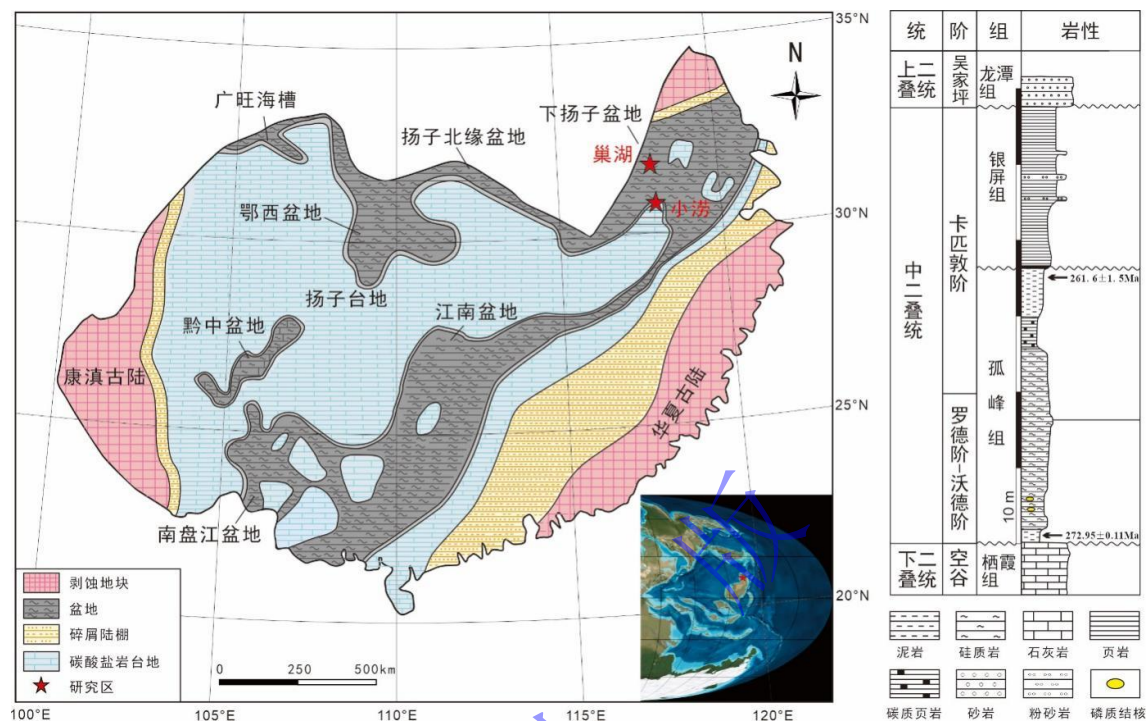 35°N
30°N
25°N
20°N
100°E
105°E
110°E
115°E
120°E
N
广旺海槽
扬子北缘盆地
下扬子盆地
巢湖
小涝
鄂西盆地
扬子台地
江南盆地
黔中盆地
康滇古陆
华夏古陆
南盘江盆地
剥蚀地块
盆地
碎屑陆棚
碳酸盐岩台地
研究区
0 250 500km
统 阶 组 岩性
上二叠统
吴家坪
龙潭组
中二叠统
卡匹敦阶
银屏组
261.6±1.5Ma
孤峰组
罗德阶-沃德阶
10 m
272.95±0.11Ma
下二叠统
空谷
栖霞组
泥岩 硅质岩 石灰岩 页岩
碳质页岩 砂岩 粉砂岩 磷质结核